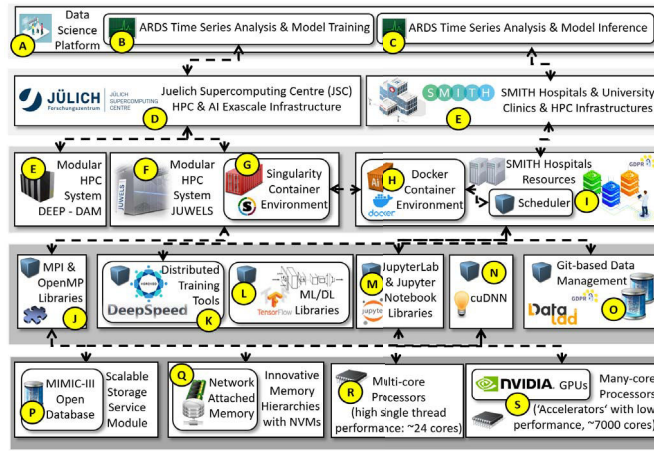 Data
Science
Platform
A
B
ARDS Time Series Analysis & Model Training
C
ARDS Time Series Analysis & Model Inference
JÜLICH
Forschungszentrum
JÜLICH
SUPERCOMPUTING
CENTRE
Juelich Supercomputing Centre (JSC)
HPC & AI Exascale Infrastructure
D
SMITH
SMITH Hospitals & University
Clinics & HPC Infrastructures
E
E
Modular
HPC
System
DEEP - DAM
F
JUWELS
Modular
HPC
System
JUWELS
G
Singularity
Container
Environment
S
AI
H
docker
Docker
Container
Environment
SMITH Hospitals
Resources
Scheduler
GDPR
I
MPI &
OpenMP
Libraries
J
HOROVOD
Distributed
Training
Tools
DeepSpeed
K
L
TensorFlow
ML/DL
Libraries
M
jupyter
JupyterLab
& Jupyter
Notebook
Libraries
N
cuDNN
Git-based Data
Management
GDPR
DataLad
O
P
MIMIC-III
Open
Database
Scalable
Storage
Service
Module
Q
Network
Attached
Memory
Innovative
Memory
Hierarchies
with NVMs
R
Multi-core
Processors
(high single thread
performance: ~24 cores)
NVIDIA. GPUs
S
Many-core
Processors
('Accelerators' with low
performance, ~7000 cores)